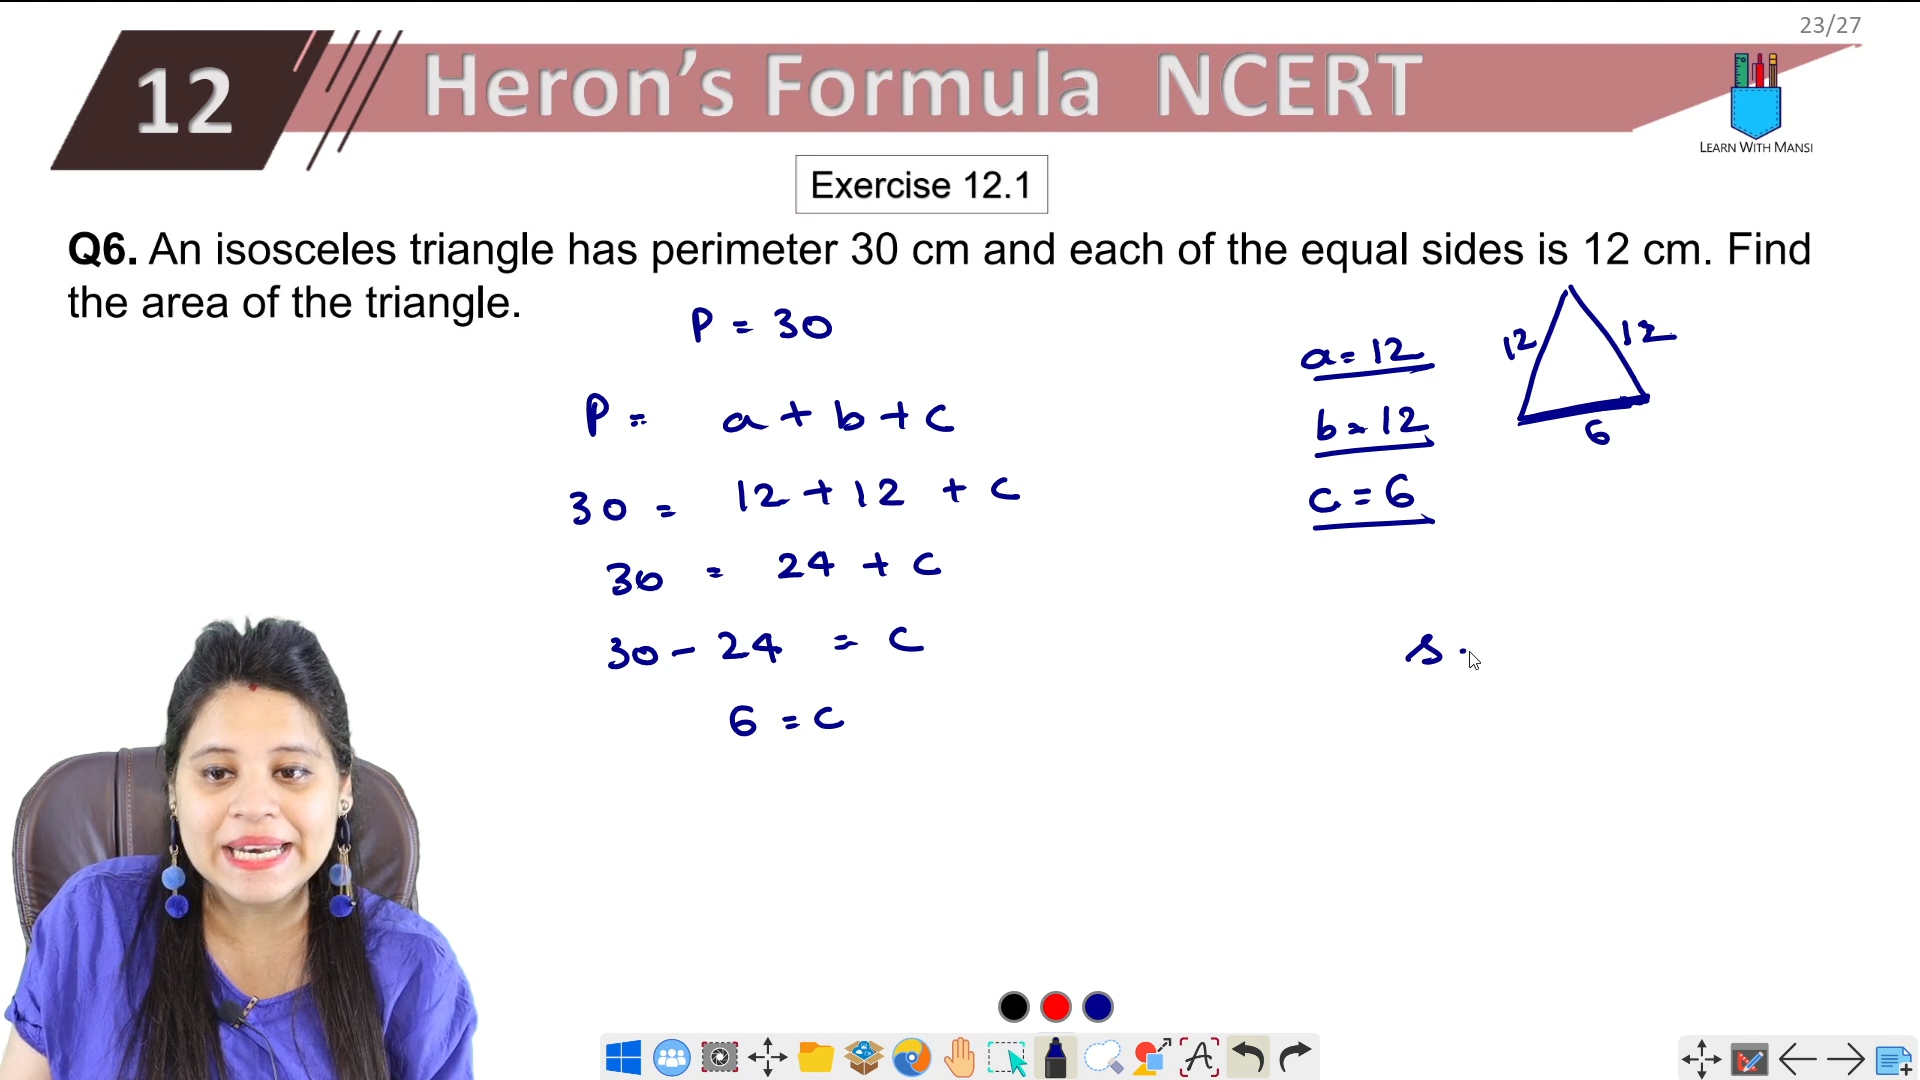 23/27
12
Heron's Formula NCERT
LEARN WITH MANSI
Exercise 12.1
Q6. An isosceles triangle has perimeter 30 cm and each of the equal sides is 12 cm. Find
the area of the triangle.
P = 30
P = a + b + c
30 = 12 + 12 + c
30 = 24 + c
30 - 24 = c
6 = c
a = 12
b = 12
c = 6
12
12
6
s